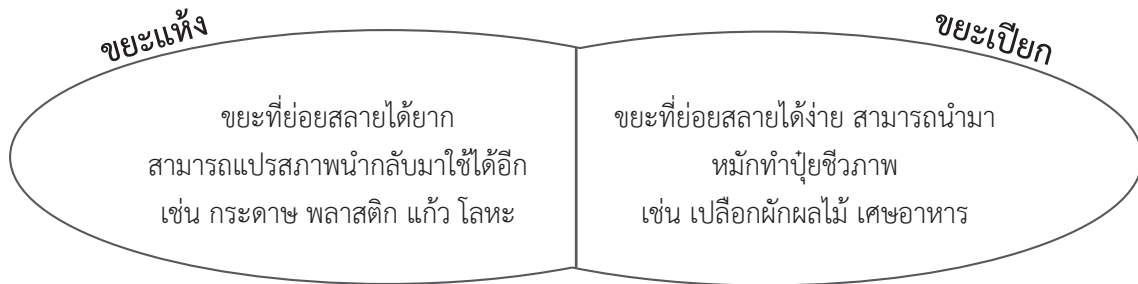 ขยะแห้ง
ขยะที่ย่อยสลายได้ยาก
สามารถแปรสภาพนำกลับมาใช้ได้อีก
เช่น กระดาษ พลาสติก แก้ว โลหะ
ขยะเปียก
ขยะที่ย่อยสลายได้ง่าย สามารถนำมา
หมักทำปุ๋ยชีวภาพ
เช่น เปลือกผักผลไม้ เศษอาหาร